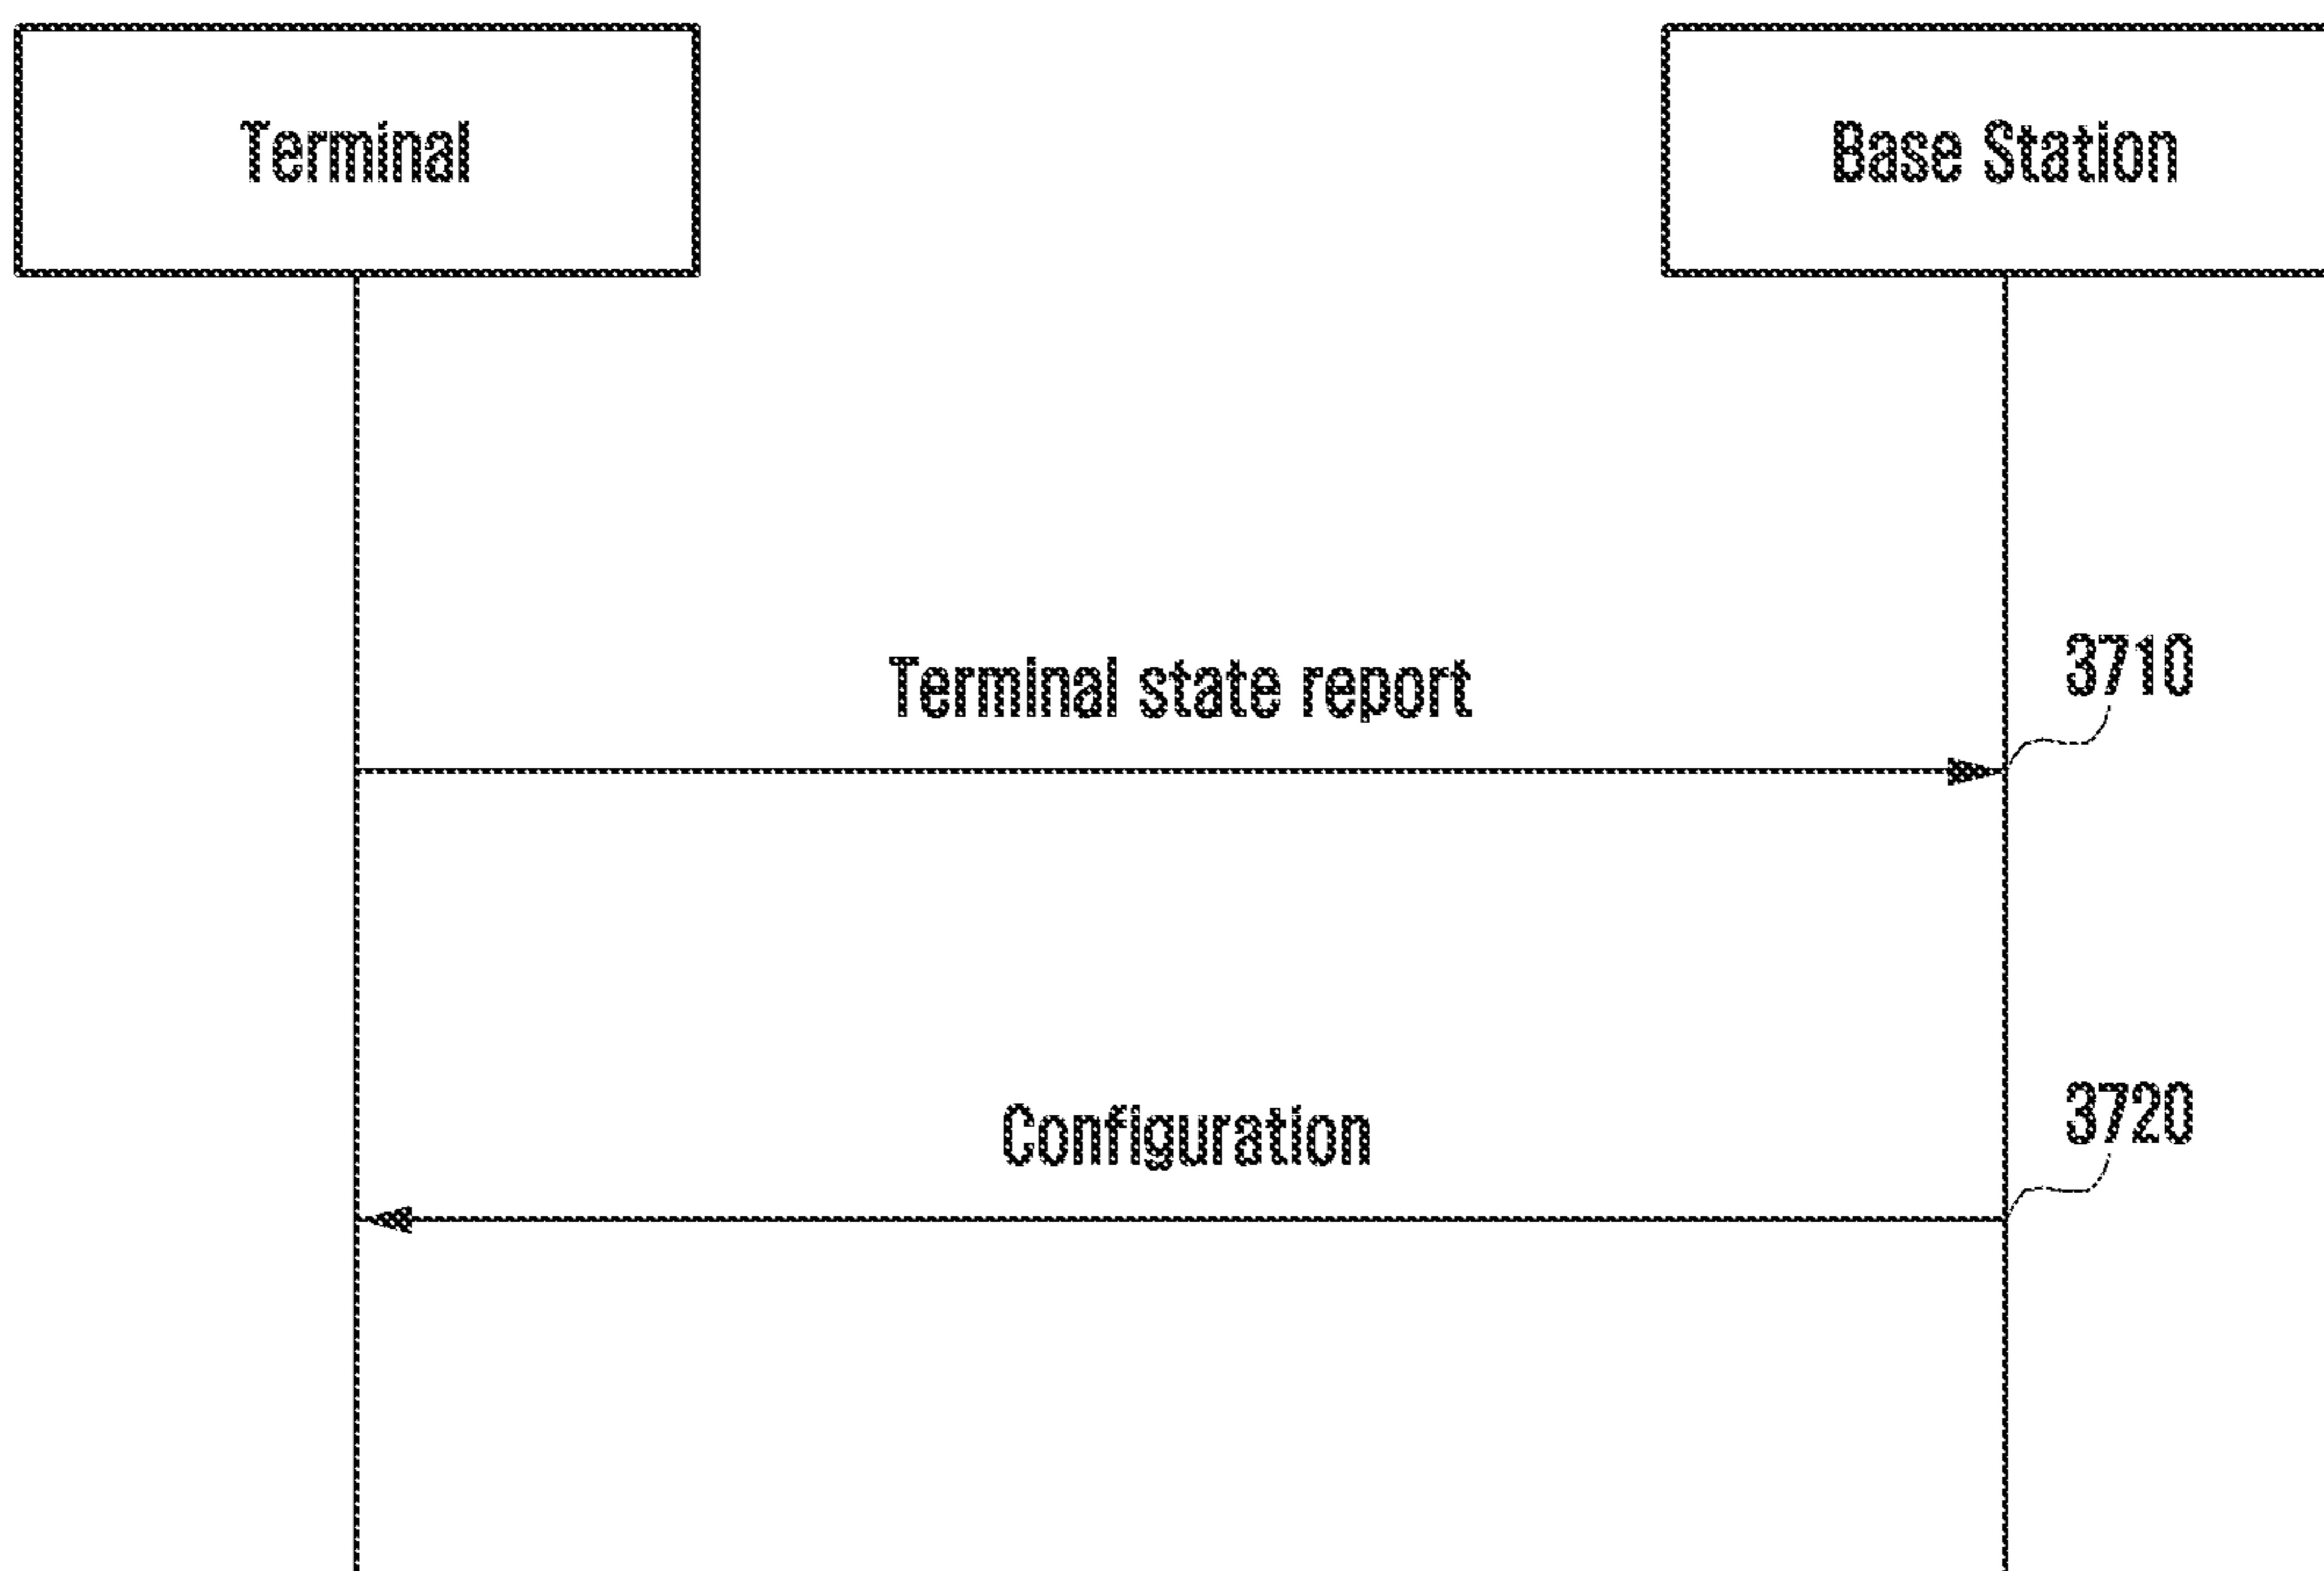 Terminal
Base Station
Terminal state report
3710
Configuration
3720